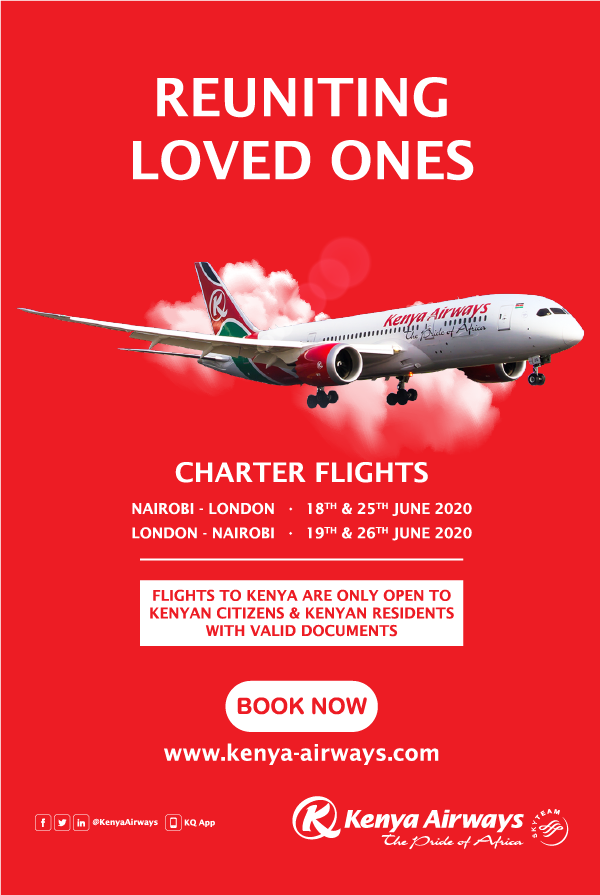 REUNITING
LOVED ONES
Kenya Airways
The Pride of Africa
CHARTER FLIGHTS
NAIROBI - LONDON · 18TH & 25TH JUNE 2020
LONDON - NAIROBI · 19TH & 26TH JUNE 2020
FLIGHTS TO KENYA ARE ONLY OPEN TO
KENYAN CITIZENS & KENYAN RESIDENTS
WITH VALID DOCUMENTS
BOOK NOW
www.kenya-airways.com
@KenyaAirways KQ App
Kenya Airways
The Pride of Africa
SKYTEAM